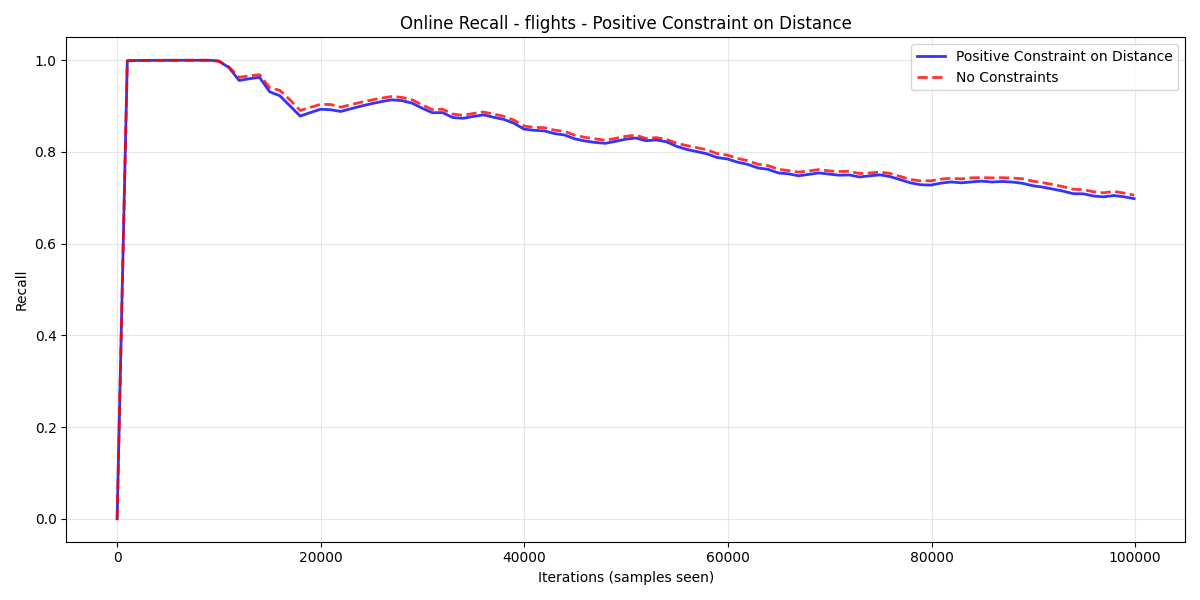 Online Recall - flights - Positive Constraint on Distance
Positive Constraint on Distance
No Constraints
Recall
1.0
0.8
0.6
0.4
0.2
0.0
0 20000 40000 60000 80000 100000
Iterations (samples seen)